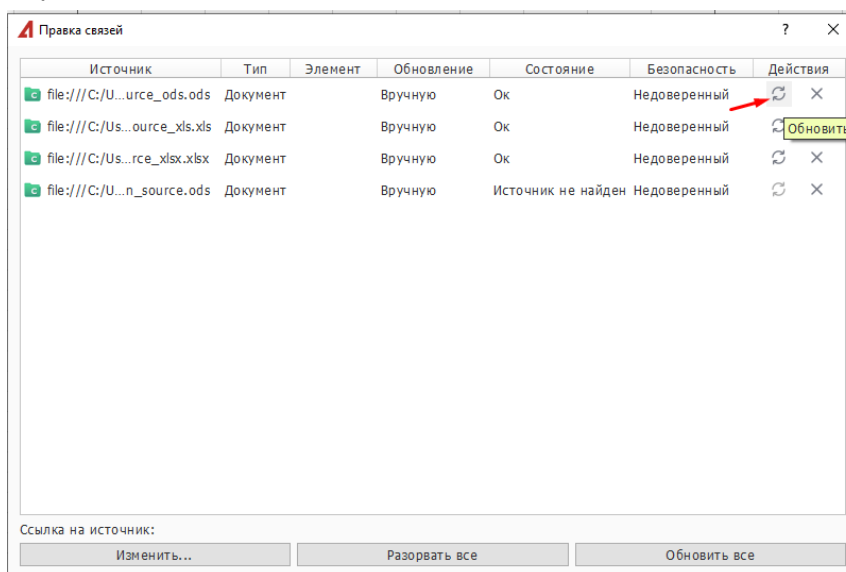 Правка связей ?
Источник Тип Элемент Обновление Состояние Безопасность Действия
file:///C:/U...urce_ods.ods Документ Вручную Ок Недоверенный
file:///C:/Us...ource_xls.xls Документ Вручную Ок Недоверенный
Обновить
file:///C:/Us...rce_xlsx.xlsx Документ Вручную Ок Недоверенный
file:///C:/U...n_source.ods Документ Вручную Источник не найден Недоверенный
Ссылка на источник:
Изменить... Разорвать все Обновить все